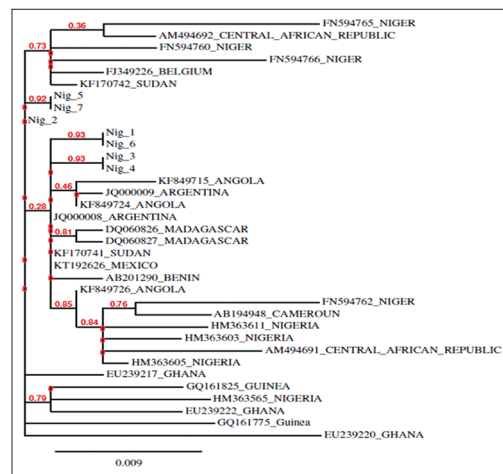 FN594765_NIGER
0.36
AM494692_CENTRAL_AFRICAN_REPUBLIC
0.73
FN594760_NIGER
FN594766_NIGER
FJ349226_BELGIUM
KF170742_SUDAN
0.92
Nig_5
Nig_7
Nig_2
0.93
Nig_1
Nig_6
0.93
Nig_3
Nig_4
0.46
KF849715_ANGOLA
JQ000009_ARGENTINA
KF849724_ANGOLA
0.28
JQ000008_ARGENTINA
0.81
DQ060826_MADAGASCAR
DQ060827_MADAGASCAR
KF170741_SUDAN
KT192626_MEXICO
AB201290_BENIN
KF849726_ANGOLA
0.85
0.76
FN594762_NIGER
AB194948_CAMEROUN
0.84
HM363611_NIGERIA
HM363603_NIGERIA
AM494691_CENTRAL_AFRICAN_REPUBLIC
HM363605_NIGERIA
EU239217_GHANA
GQ161825_GUINEA
0.79
HM363565_NIGERIA
EU239222_GHANA
GQ161775_Guinea
EU239220_GHANA
0.009